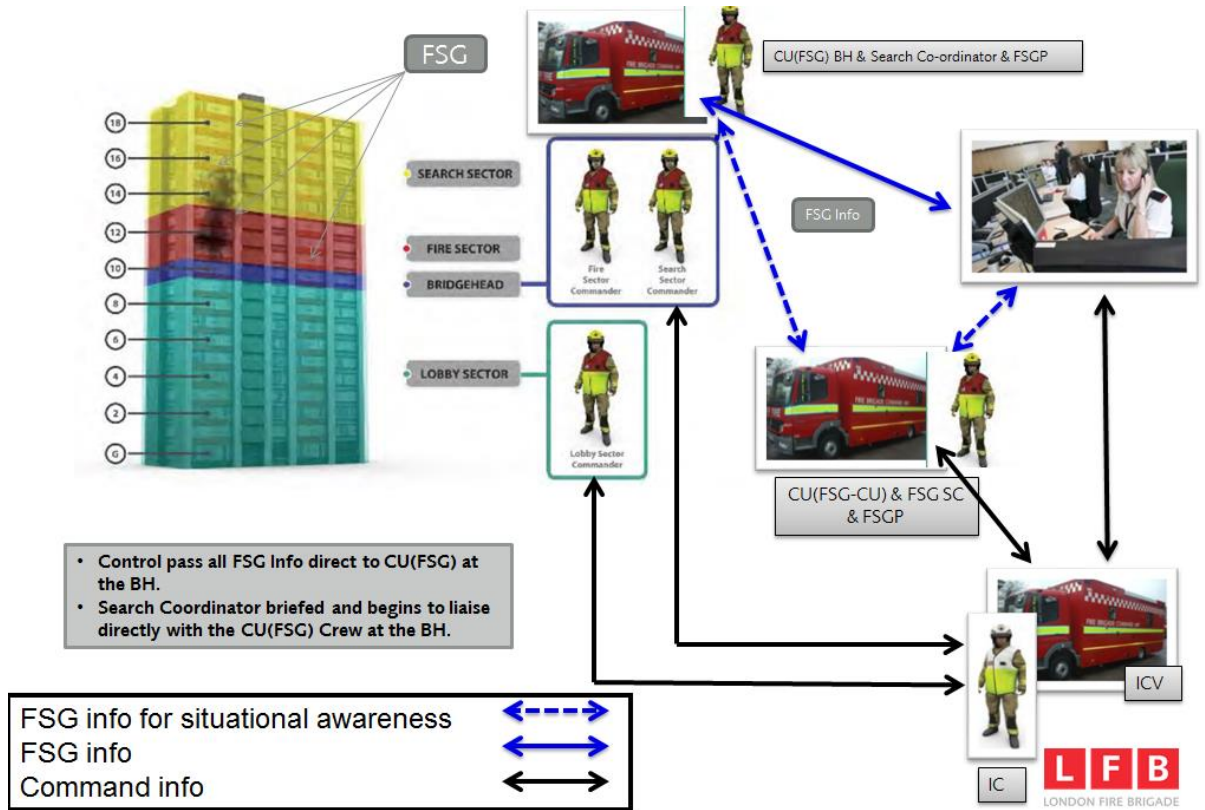 FSG
CU(FSG) BH & Search Co-ordinator & FSGP
18
16
14
12
10
8
6
4
2
G
SEARCH SECTOR
FIRE SECTOR
BRIDGEHEAD
LOBBY SECTOR
Fire
Sector
Commander
Search
Sector
Commander
Lobby Sector
Commander
FSG Info
CU(FSG-CU) & FSG SC
& FSGP
• Control pass all FSG Info direct to CU(FSG) at
the BH.
• Search Coordinator briefed and begins to liaise
directly with the CU(FSG) Crew at the BH.
ICV
IC
FSG info for situational awareness
FSG info
Command info
LFB
LONDON FIRE BRIGADE